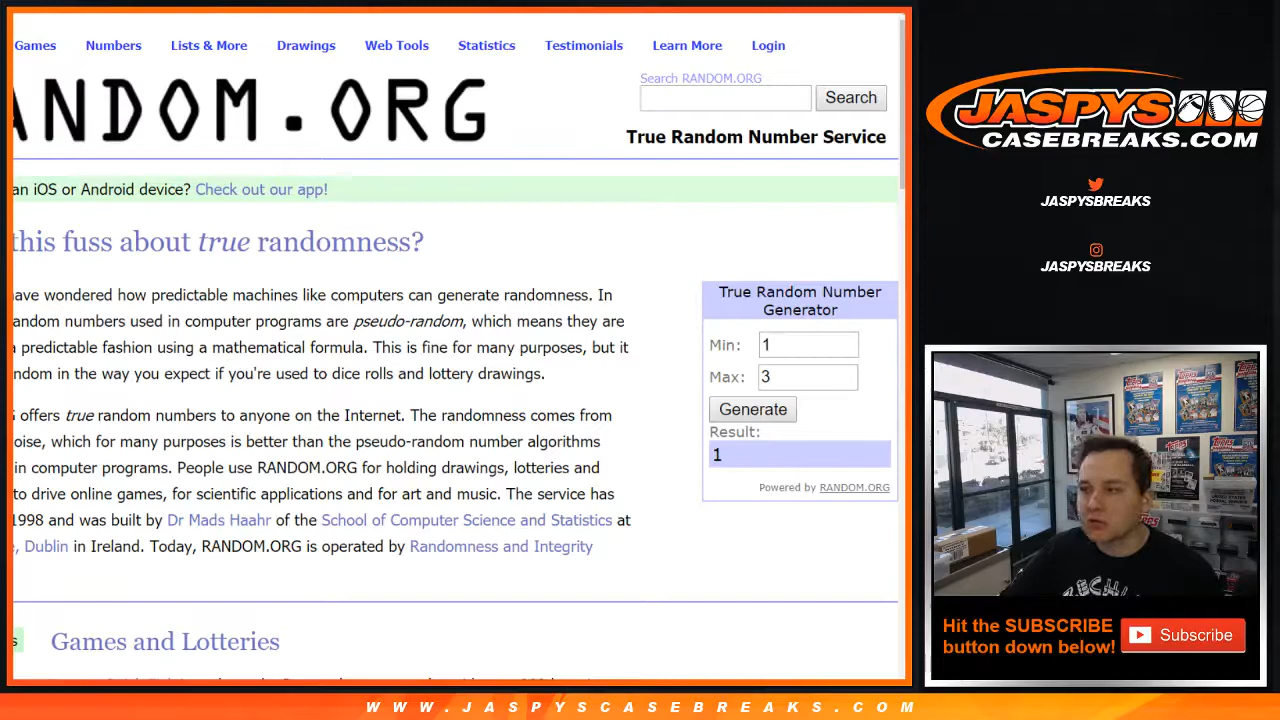 Games Numbers Lists & More Drawings Web Tools Statistics Testimonials Learn More Login
Search RANDOM.ORG
NDOM.ORG
Search
True Random Number Service
an iOS or Android device? Check out our app!
this fuss about true randomness?
have wondered how predictable machines like computers can generate randomness. In
andom numbers used in computer programs are pseudo-random, which means they are
predictable fashion using a mathematical formula. This is fine for many purposes, but it
ndom in the way you expect if you're used to dice rolls and lottery drawings.
offers true random numbers to anyone on the Internet. The randomness comes from
oise, which for many purposes is better than the pseudo-random number algorithms
in computer programs. People use RANDOM.ORG for holding drawings, lotteries and
to drive online games, for scientific applications and for art and music. The service has
1998 and was built by Dr Mads Haahr of the School of Computer Science and Statistics at
, Dublin in Ireland. Today, RANDOM.ORG is operated by Randomness and Integrity
True Random Number
Generator
Min: 1
Max: 3
Generate
Result:
1
Powered by RANDOM.ORG
s Games and Lotteries
JASPYS
CASEBREAKS.COM
JASPYSBREAKS
JASPYSBREAKS
Topps
Hit the SUBSCRIBE
button down below!
Subscribe
WWW.JASPYSCASEBREAKS.COM